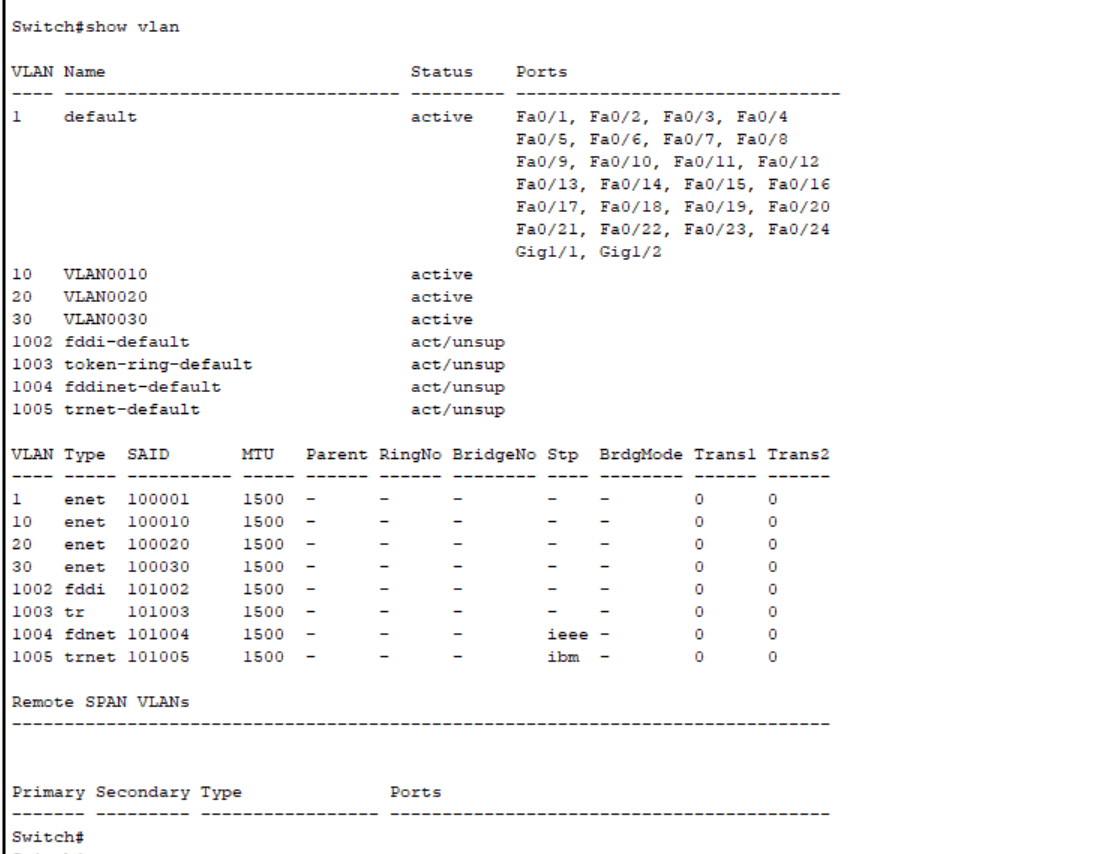 Switch#show vlan
VLAN Name                             Status    Ports
---- -------------------------------- --------- -------------------------------
1    default                          active    Fa0/1, Fa0/2, Fa0/3, Fa0/4
                                                Fa0/5, Fa0/6, Fa0/7, Fa0/8
                                                Fa0/9, Fa0/10, Fa0/11, Fa0/12
                                                Fa0/13, Fa0/14, Fa0/15, Fa0/16
                                                Fa0/17, Fa0/18, Fa0/19, Fa0/20
                                                Fa0/21, Fa0/22, Fa0/23, Fa0/24
                                                Gig1/1, Gig1/2
10   VLAN0010                         active
20   VLAN0020                         active
30   VLAN0030                         active
1002 fddi-default                     act/unsup
1003 token-ring-default               act/unsup
1004 fddinet-default                  act/unsup
1005 trnet-default                    act/unsup
VLAN Type  SAID       MTU   Parent RingNo BridgeNo Stp  BrdgMode Trans1 Trans2
---- ----- ---------- ----- ------ ------ -------- ---- -------- ------ ------
1    enet  100001     1500  -      -      -        -    -        0      0
10   enet  100010     1500  -      -      -        -    -        0      0
20   enet  100020     1500  -      -      -        -    -        0      0
30   enet  100030     1500  -      -      -        -    -        0      0
1002 fddi  101002     1500  -      -      -        -    -        0      0
1003 tr    101003     1500  -      -      -        -    -        0      0
1004 fdnet 101004     1500  -      -      -        ieee -        0      0
1005 trnet 101005     1500  -      -      -        ibm  -        0      0
Remote SPAN VLANs
------------------------------------------------------------------------------
Primary Secondary Type              Ports
------- --------- ----------------- ------------------------------------------
Switch#